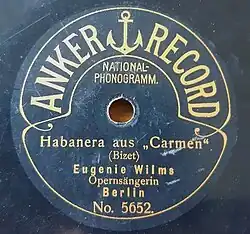 ANKER RECORD
NATIONAL-
PHONOGRAMM.
Habanera aus „Carmen“.
(Bizet)
Eugenie Wilms
Opernsängerin
Berlin
No. 5652.